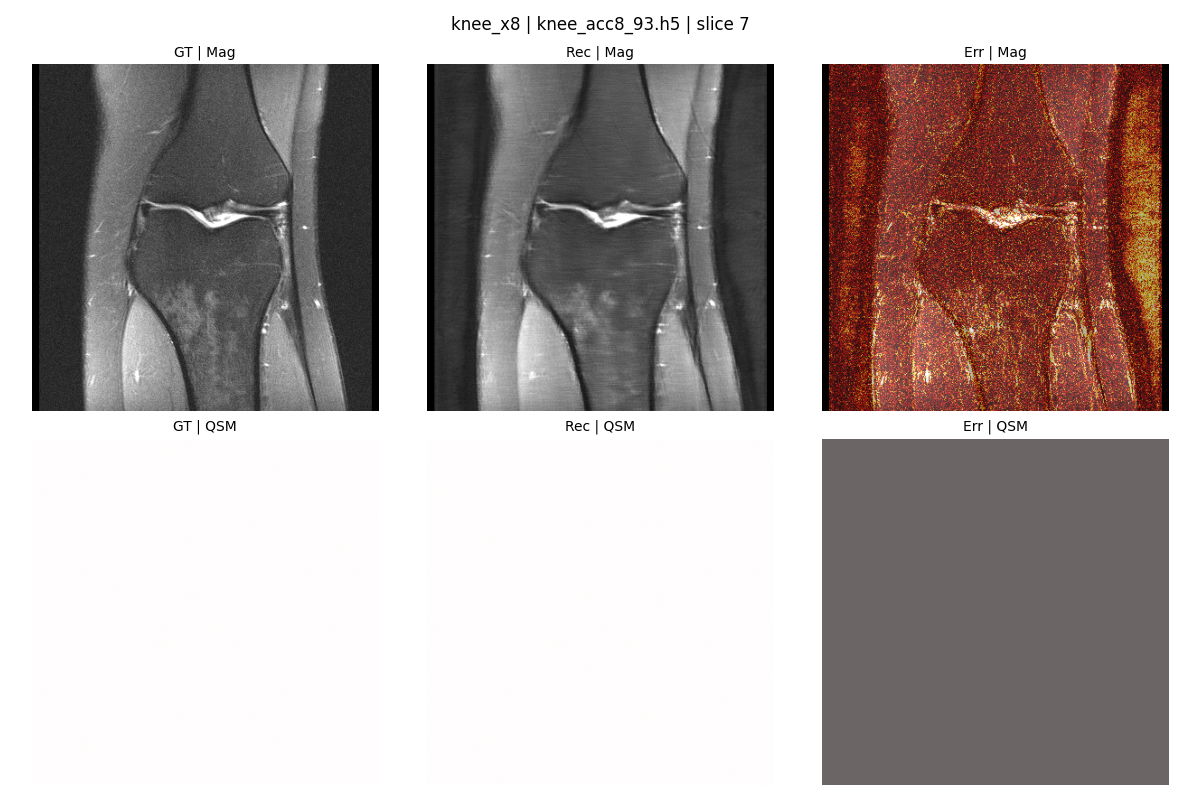 knee_x8 | knee_acc8_93.h5 | slice 7
GT | Mag
Rec | Mag
Err | Mag
GT | QSM
Rec | QSM
Err | QSM